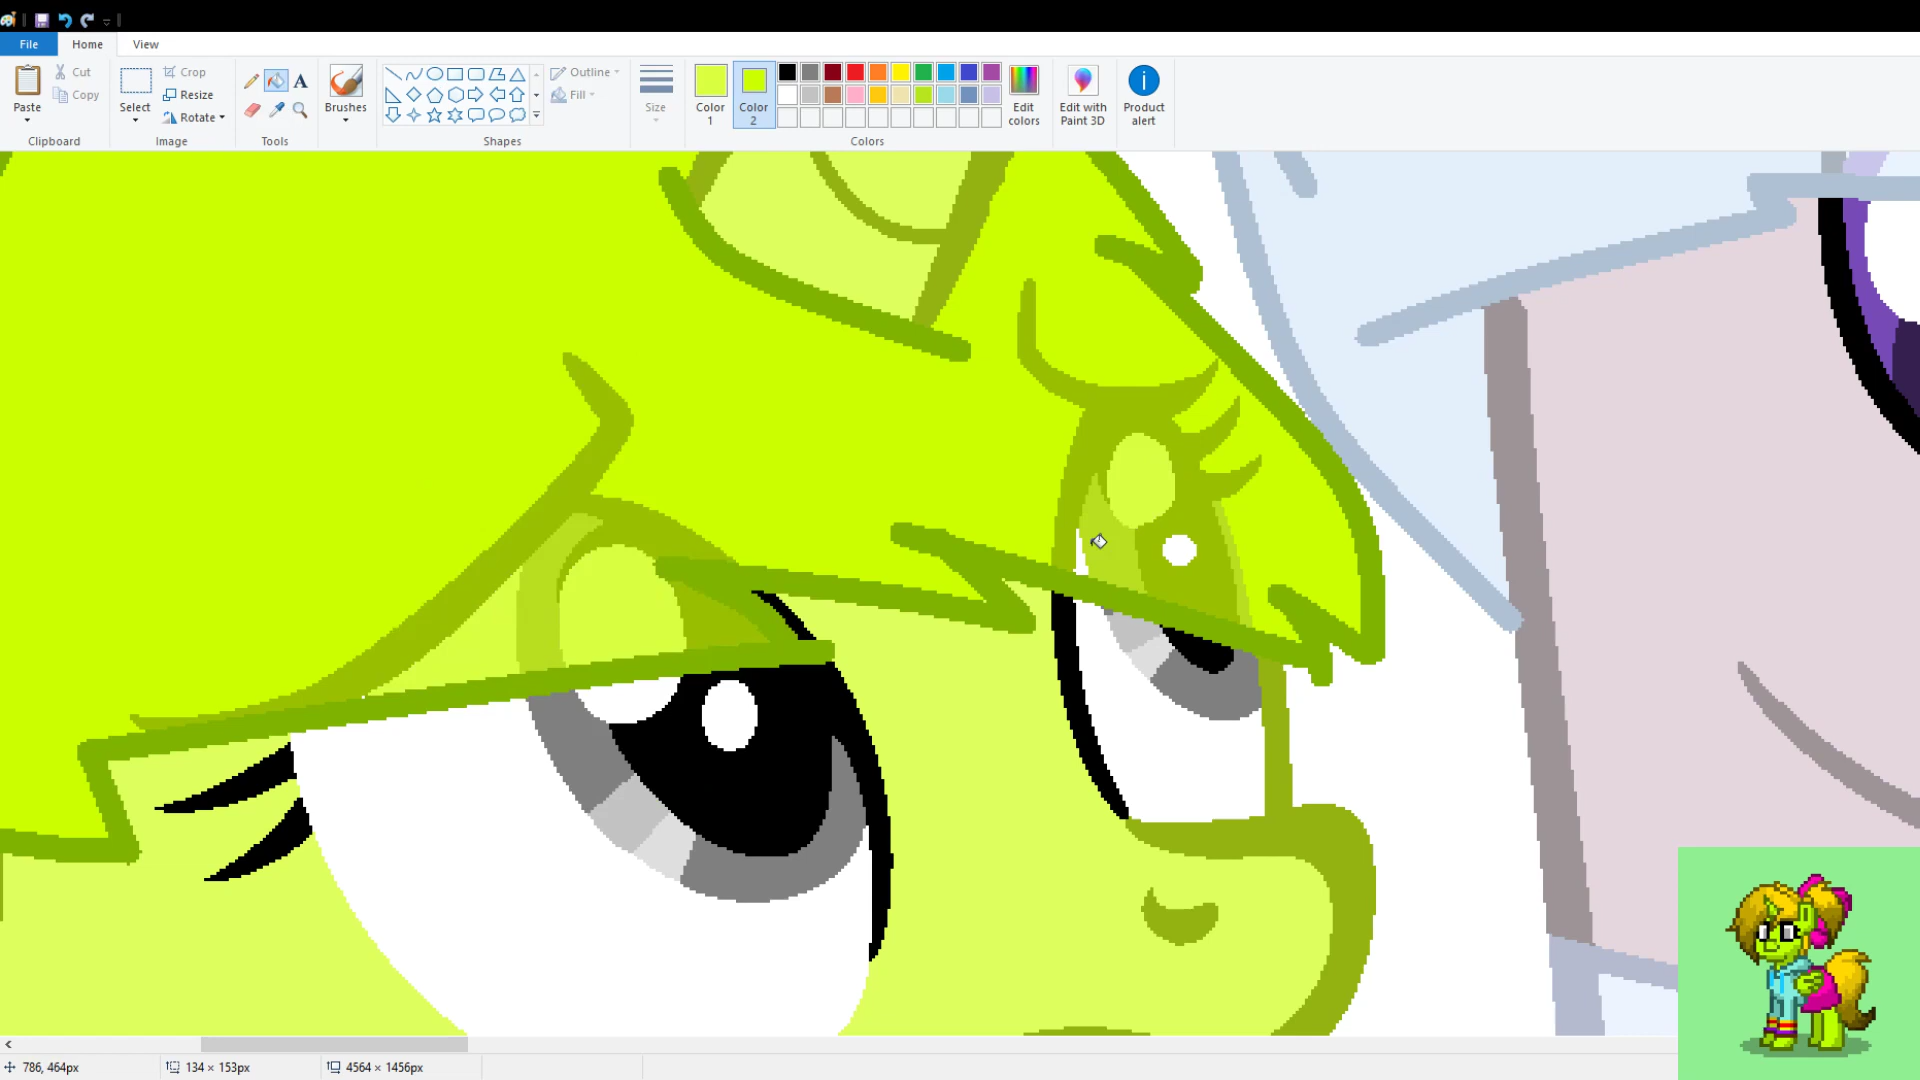 File Home View
Paste
Cut
Copy
Clipboard
Select
Crop
Resize
Rotate
Image
A
Tools
Brushes
Shapes
Outline
Fill
Size
Color 1
Color 2
Colors
Edit colors
Edit with Paint 3D
Product alert
786, 464px 134 × 153px 4564 × 1456px